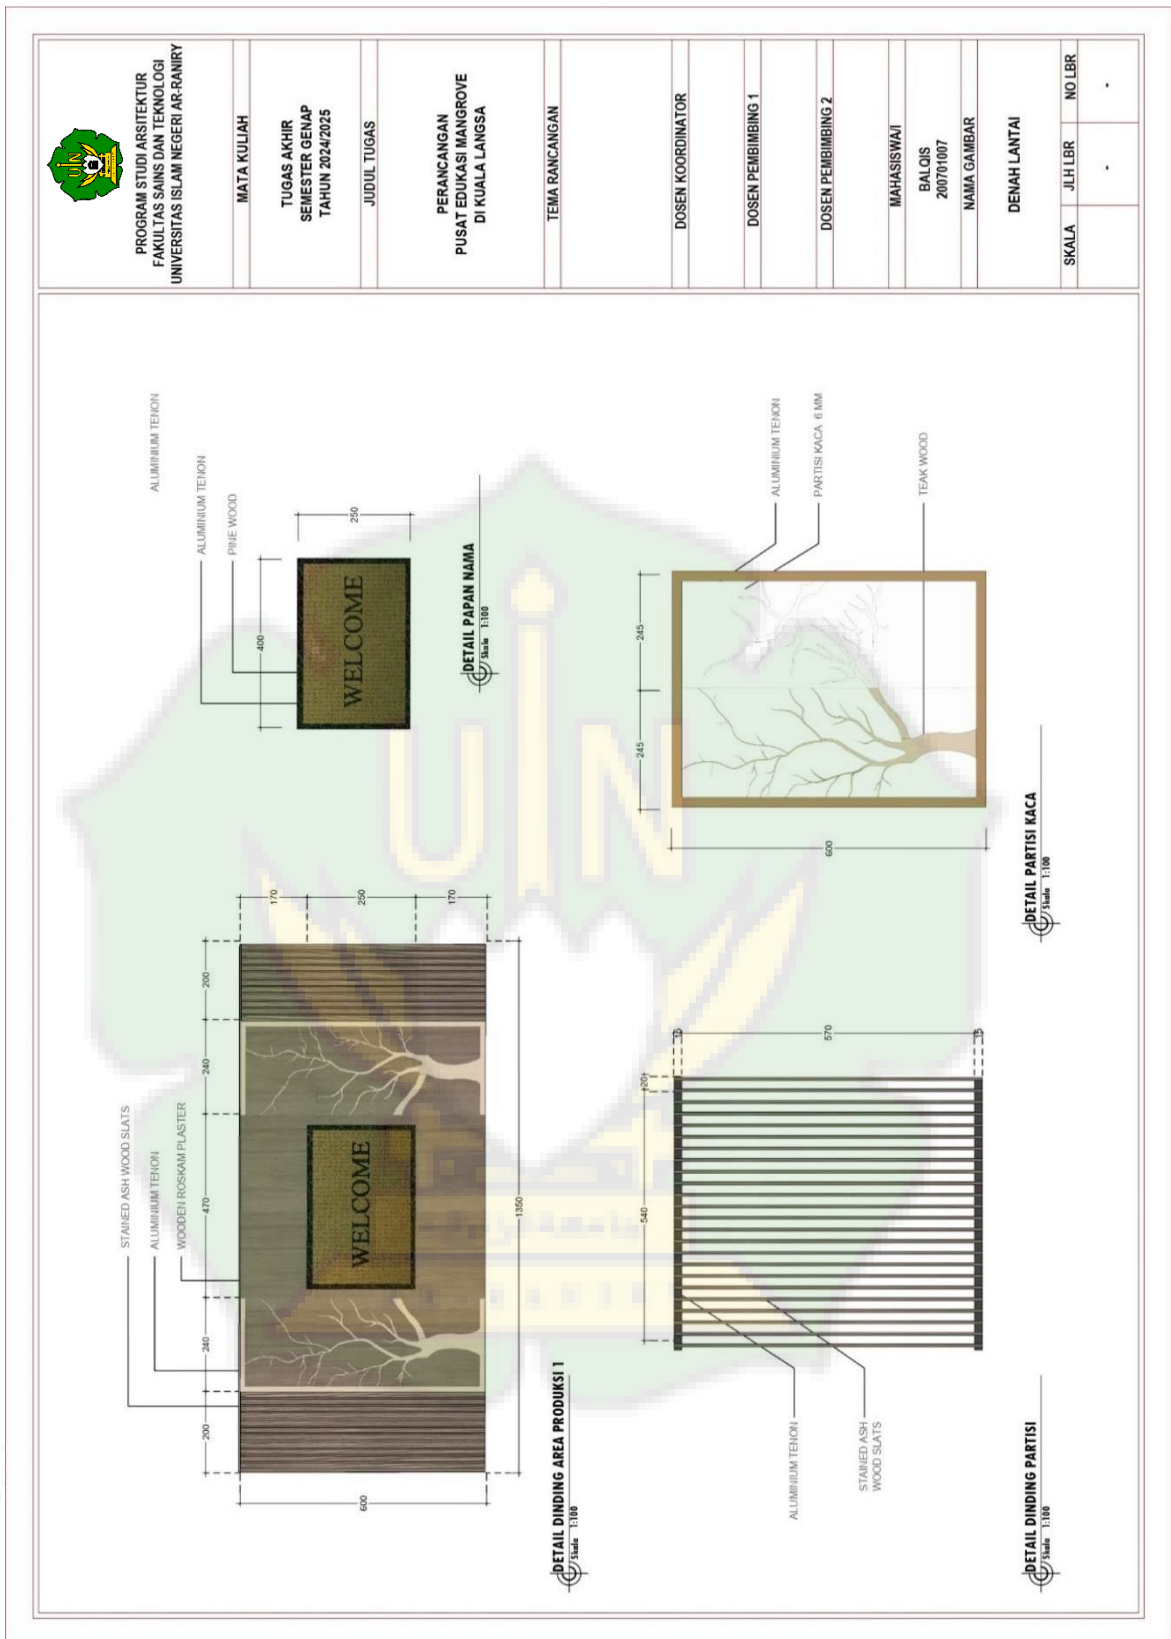 STAINED ASH WOOD SLATS
ALUMINIUM TENON
WOODEN ROSKAM PLASTER
200
240
470
240
200
600
170
250
170
1350
WELCOME
DETAIL DINDING AREA PRODUKSI 1
Skala 1:100
ALUMINIUM TENON
ALUMINIUM TENON
PINE WOOD
400
250
WELCOME
DETAIL PAPAN NAMA
Skala 1:100
540
20
15
570
15
ALUMINIUM TENON
STAINED ASH
WOOD SLATS
DETAIL DINDING PARTISI
Skala 1:100
245
245
600
ALUMINIUM TENON
PARTISI KACA 6 MM
TEAK WOOD
DETAIL PARTISI KACA
Skala 1:100
UIN
UIN
PROGRAM STUDI ARSITEKTUR
FAKULTAS SAINS DAN TEKNOLOGI
UNIVERSITAS ISLAM NEGERI AR-RANIRY
MATA KULIAH
TUGAS AKHIR
SEMESTER GENAP
TAHUN 2024/2025
JUDUL TUGAS
PERANCANGAN
PUSAT EDUKASI MANGROVE
DI KUALA LANGSA
TEMA RANCANGAN
DOSEN KOORDINATOR
DOSEN PEMBIMBING 1
DOSEN PEMBIMBING 2
MAHASISWA/I
BALQIS
200701007
NAMA GAMBAR
DENAH LANTAI
SKALA JLH LBR NO LBR
- -